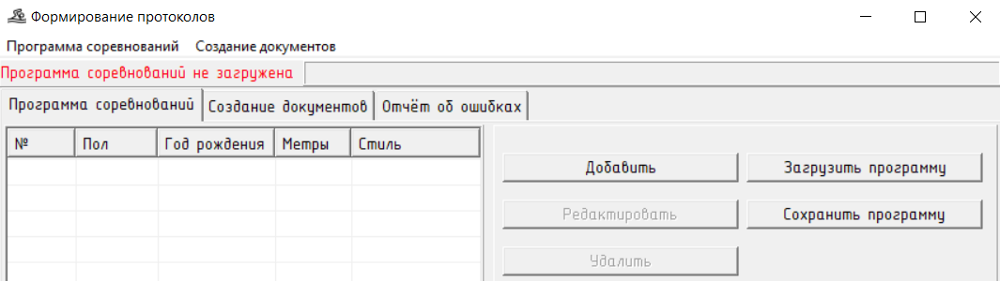 Формирование протоколов
Программа соревнований Создание документов
Программа соревнований не загружена
Программа соревнований Создание документов Отчёт об ошибках
№ Пол Год рождения Метры Стиль
Добавить Загрузить программу
Редактировать Сохранить программу
Удалить